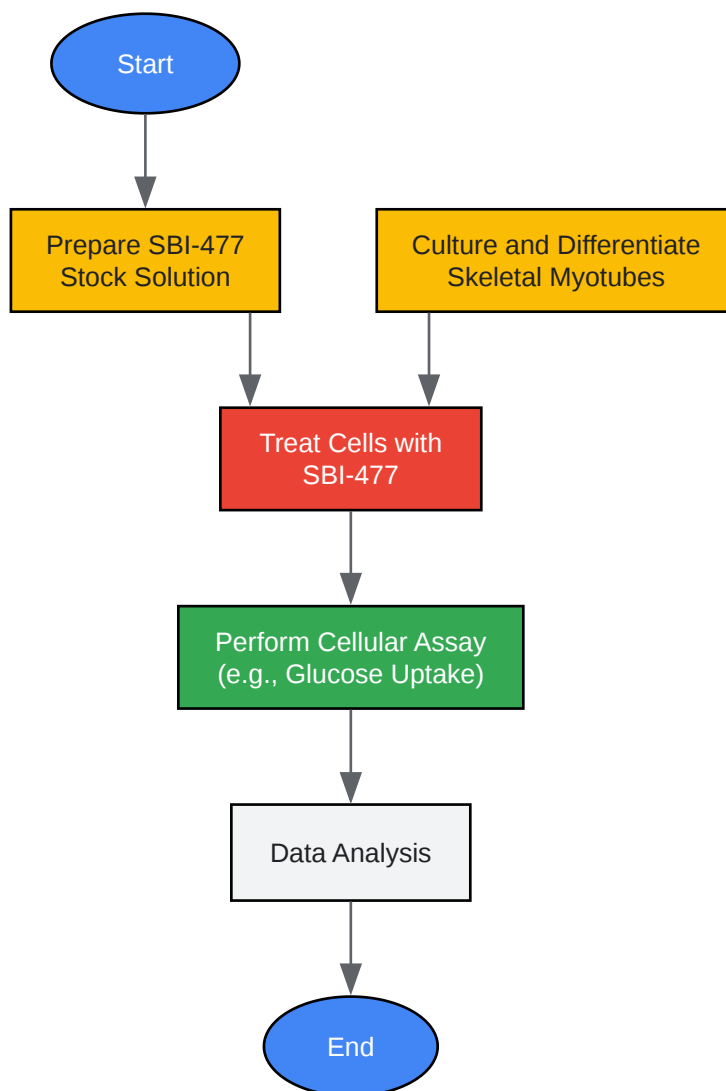 Start
Prepare SBI-477
Stock Solution
Culture and Differentiate
Skeletal Myotubes
Treat Cells with
SBI-477
Perform Cellular Assay
(e.g., Glucose Uptake)
Data Analysis
End